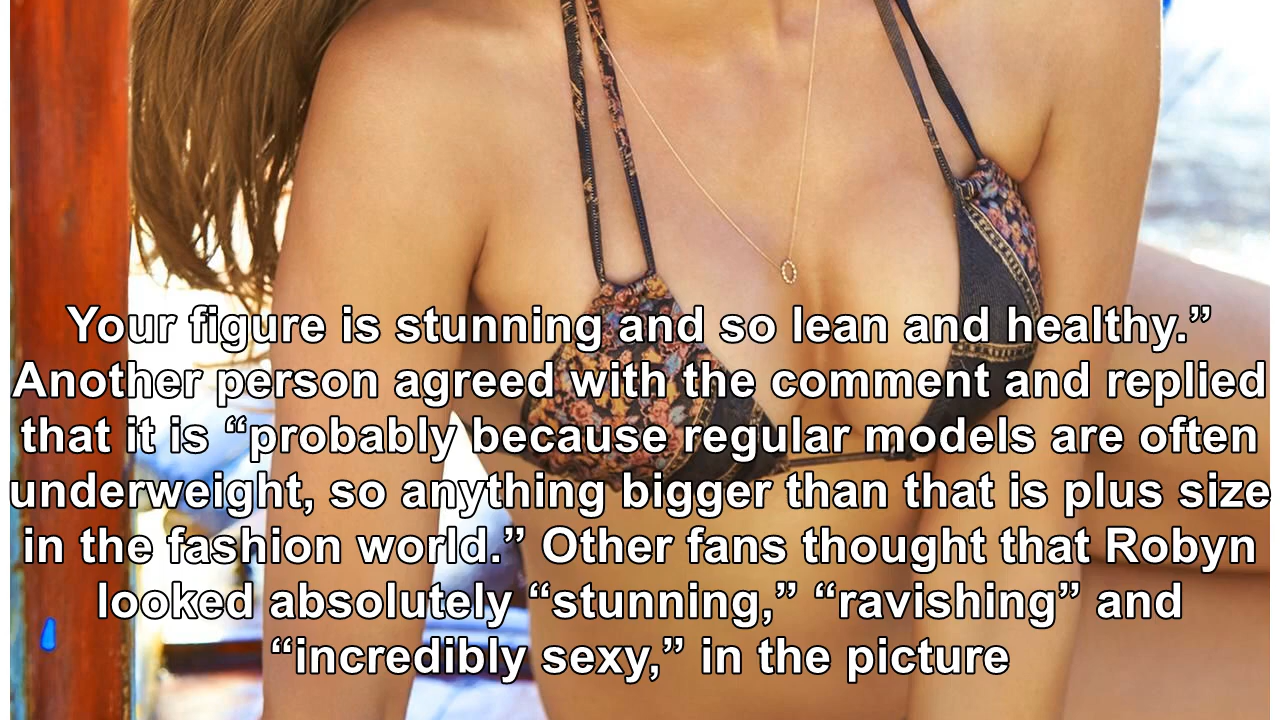 Your figure is stunning and so lean and healthy.”
Another person agreed with the comment and replied
that it is “probably because regular models are often
underweight, so anything bigger than that is plus size
in the fashion world.” Other fans thought that Robyn
looked absolutely “stunning,” “ravishing” and
“incredibly sexy,” in the picture